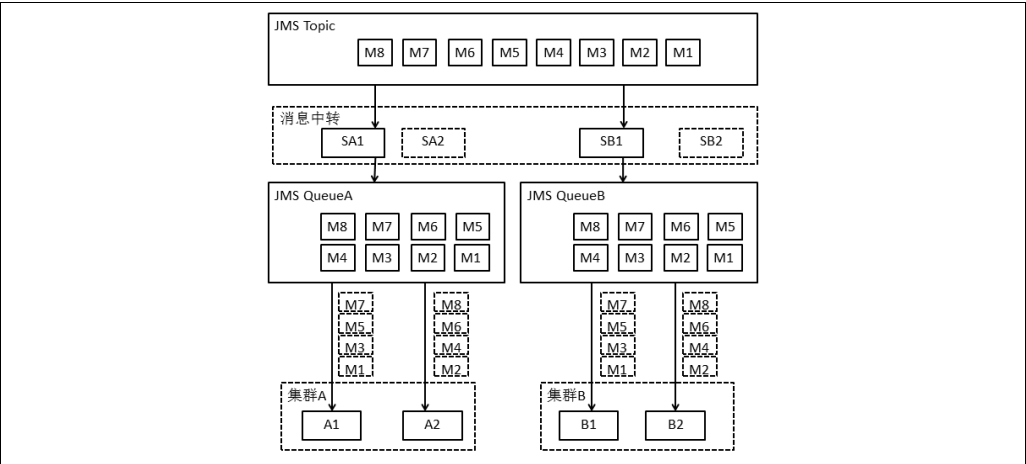 JMS Topic
M8 M7 M6 M5 M4 M3 M2 M1
消息中转
SA1 SA2 SB1 SB2
JMS QueueA
M8 M7 M6 M5
M4 M3 M2 M1
JMS QueueB
M8 M7 M6 M5
M4 M3 M2 M1
M7 M8
M5 M6
M3 M4
M1 M2
M7 M8
M5 M6
M3 M4
M1 M2
集群A
A1 A2
集群B
B1 B2